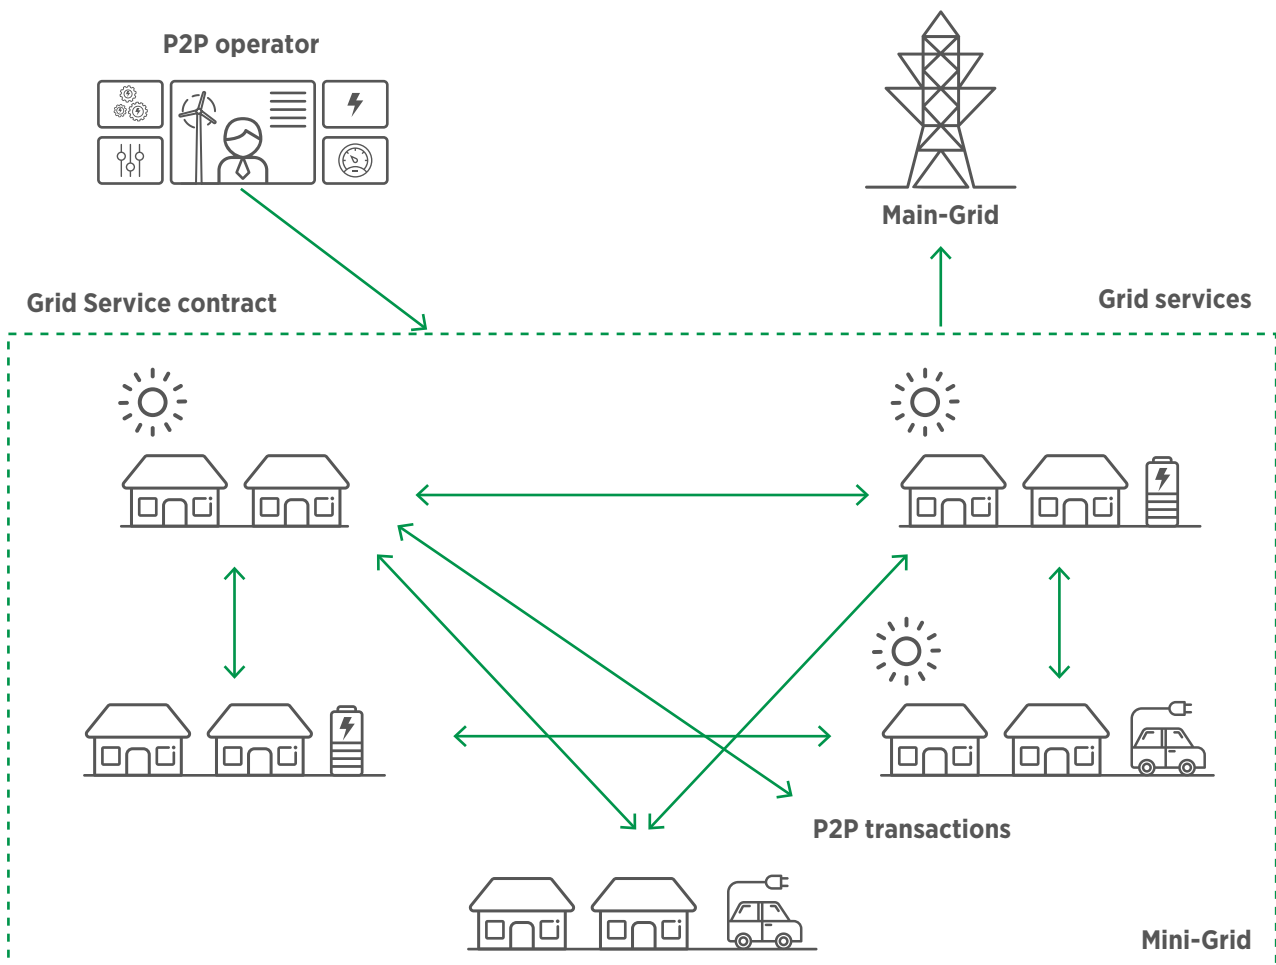 P2P operator
Main-Grid
Grid Service contract
Grid services
P2P transactions
Mini-Grid